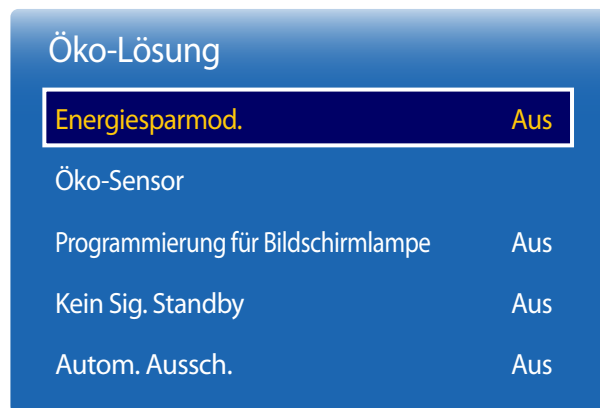 Öko-Lösung
Energiesparmod. Aus
Öko-Sensor
Programmierung für Bildschirmlampe Aus
Kein Sig. Standby Aus
Autom. Aussch. Aus